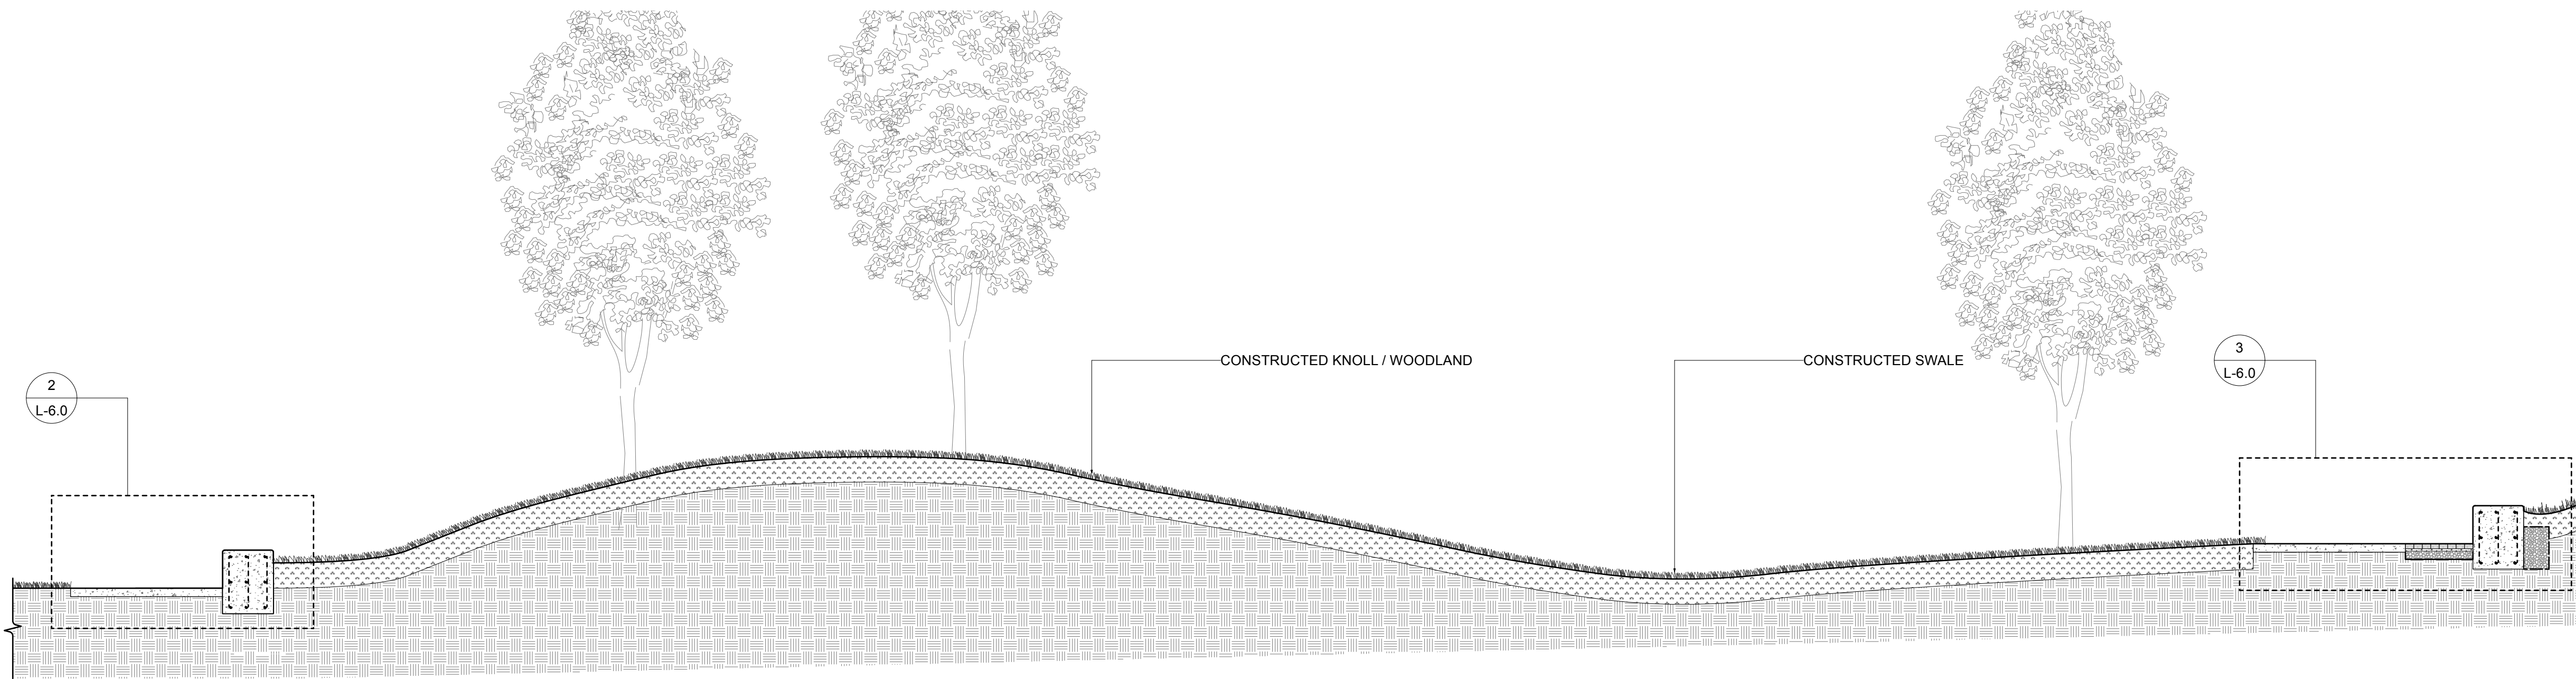 2
L-6.0
CONSTRUCTED KNOLL / WOODLAND
CONSTRUCTED SWALE
3
L-6.0